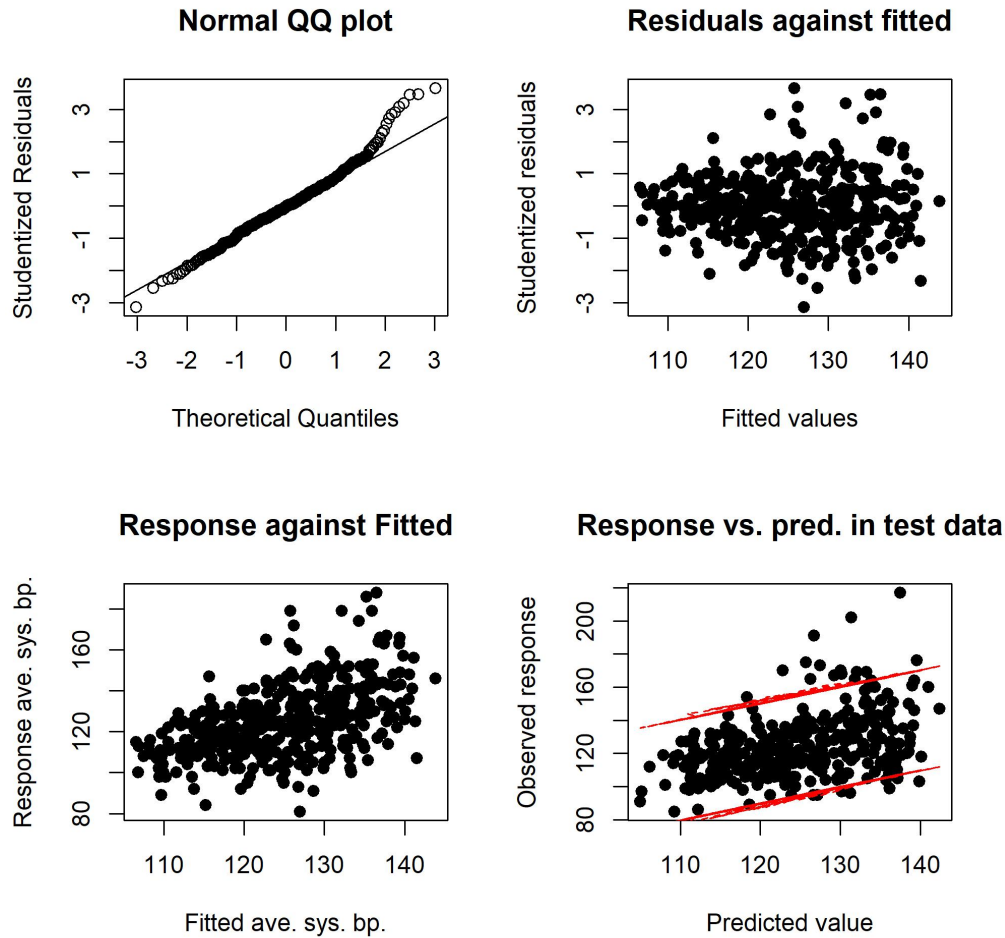 Normal QQ plot
Studentized Residuals
3
1
-1
-3
-3 -2 -1 0 1 2 3
Theoretical Quantiles
Residuals against fitted
Studentized residuals
3
1
-1
-3
110 120 130 140
Fitted values
Response against Fitted
Response ave. sys. bp.
160
120
80
110 120 130 140
Fitted ave. sys. bp.
Response vs. pred. in test data
Observed response
200
160
120
80
110 120 130 140
Predicted value